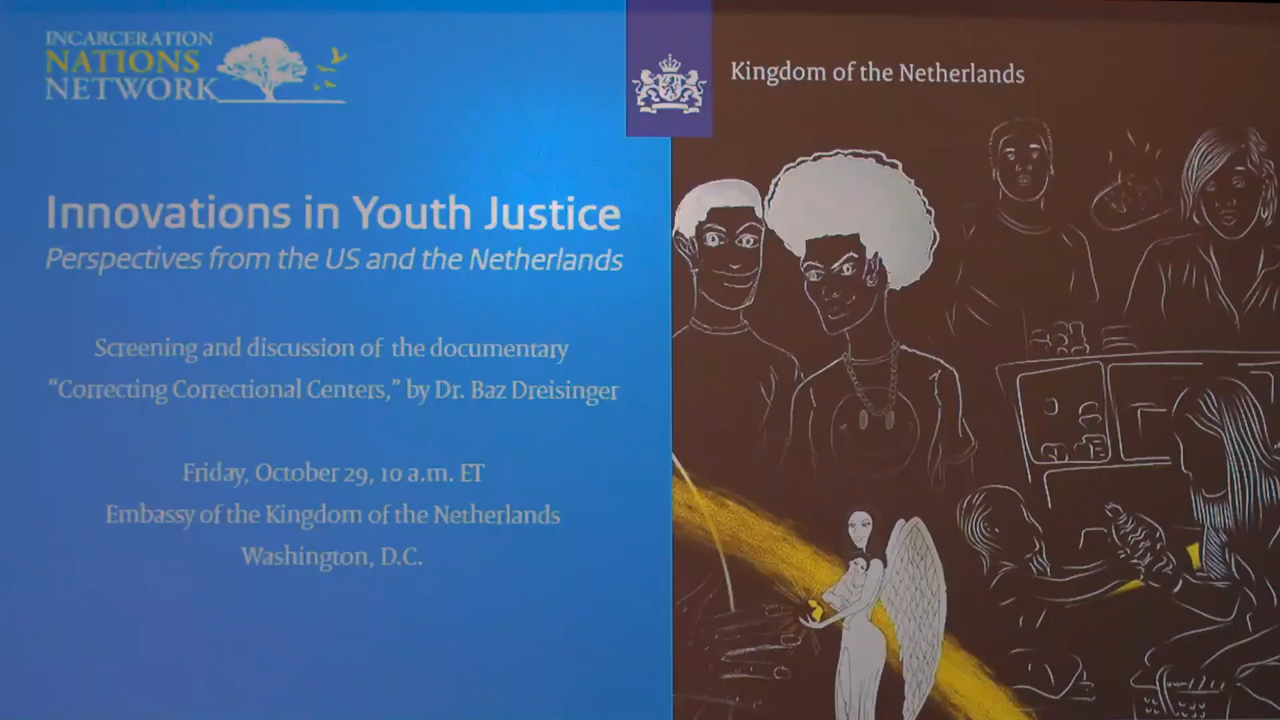 INCARCERATION
NATIONS
NETWORK
Kingdom of the Netherlands
Innovations in Youth Justice
Perspectives from the US and the Netherlands
Screening and discussion of the documentary
“Correcting Correctional Centers,” by Dr. Baz Dreisinger
Friday, October 29, 10 a.m. ET
Embassy of the Kingdom of the Netherlands
Washington, D.C.